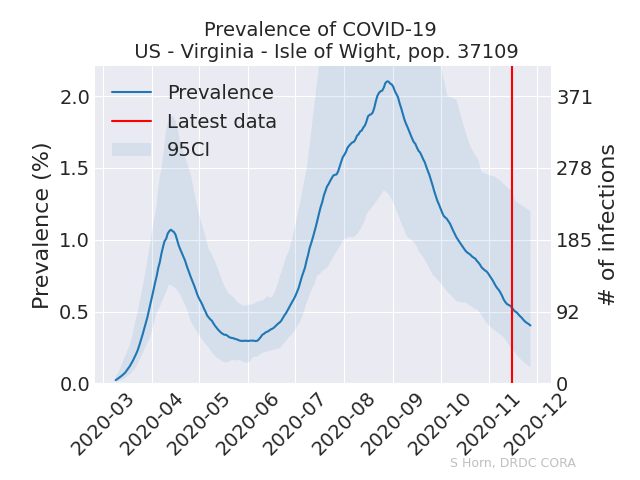 Prevalence of COVID-19
US - Virginia - Isle of Wight, pop. 37109
Prevalence
Latest data
95CI
Prevalence (%)
2.0
1.5
1.0
0.5
0.0
371
278
185
92
0
# of infections
2020-03
2020-04
2020-05
2020-06
2020-07
2020-08
2020-09
2020-10
2020-11
2020-12
S Horn, DRDC CORA